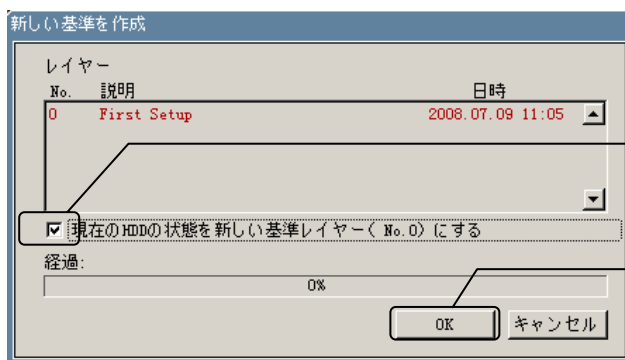 新しい基準を作成
レイヤー
No. 説明 日時
0 First Setup 2008.07.09 11:05
現在のHDDの状態を新しい基準レイヤー( No.0)にする
経過:
0%
OK キャンセル